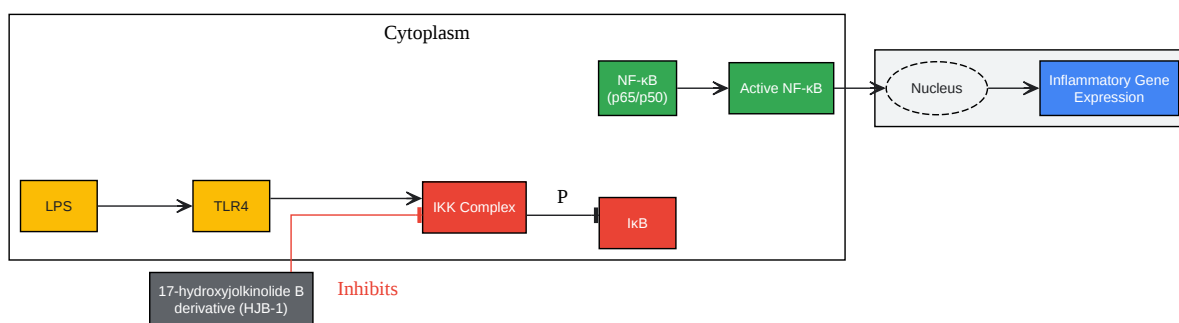 Cytoplasm
NF-κB
(p65/p50)
Active NF-κB
Nucleus
Inflammatory Gene
Expression
LPS
TLR4
IKK Complex
P
IκB
17-hydroxyjolkinolide B
derivative (HJB-1)
Inhibits